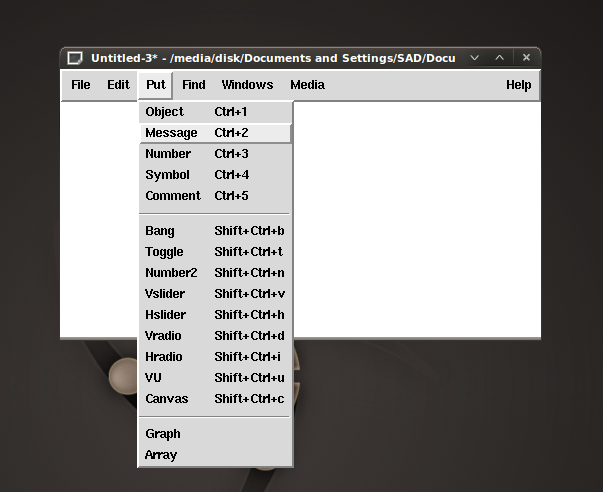 Untitled-3* - /media/disk/Documents and Settings/SAD/Docu
File Edit Put Find Windows Media Help
Object Ctrl+1
Message Ctrl+2
Number Ctrl+3
Symbol Ctrl+4
Comment Ctrl+5
Bang Shift+Ctrl+b
Toggle Shift+Ctrl+t
Number2 Shift+Ctrl+n
Vslider Shift+Ctrl+v
Hslider Shift+Ctrl+h
Vradio Shift+Ctrl+d
Hradio Shift+Ctrl+i
VU Shift+Ctrl+u
Canvas Shift+Ctrl+c
Graph
Array